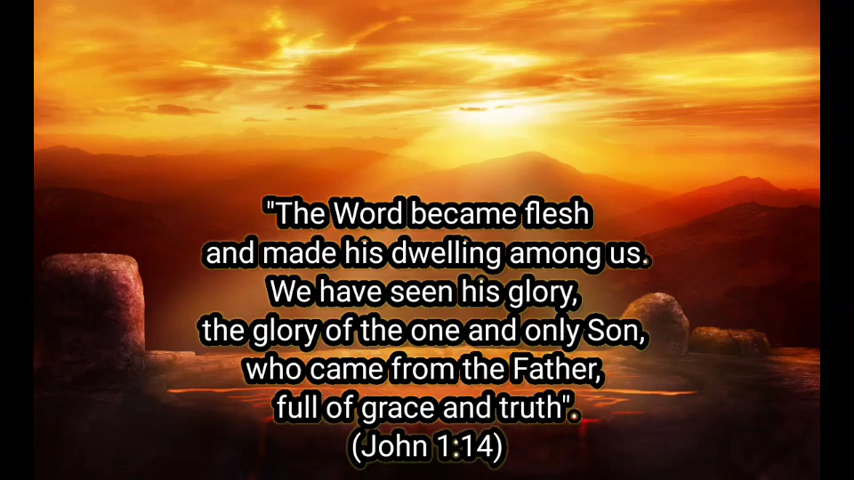 "The Word became flesh
and made his dwelling among us.
We have seen his glory,
the glory of the one and only Son,
who came from the Father,
full of grace and truth".
(John 1:14)